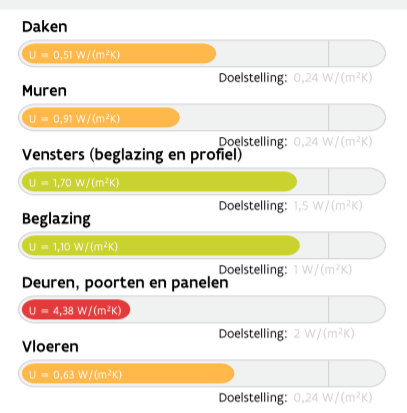 Daken
U = 0,51 W/(m²K)
Doelstelling: 0,24 W/(m²K)
Muren
U = 0,91 W/(m²K)
Doelstelling: 0,24 W/(m²K)
Vensters (beglazing en profiel)
U = 1,70 W/(m²K)
Doelstelling: 1,5 W/(m²K)
Beglazing
U = 1,10 W/(m²K)
Doelstelling: 1 W/(m²K)
Deuren, poorten en panelen
U = 4,38 W/(m²K)
Doelstelling: 2 W/(m²K)
Vloeren
U = 0,63 W/(m²K)
Doelstelling: 0,24 W/(m²K)